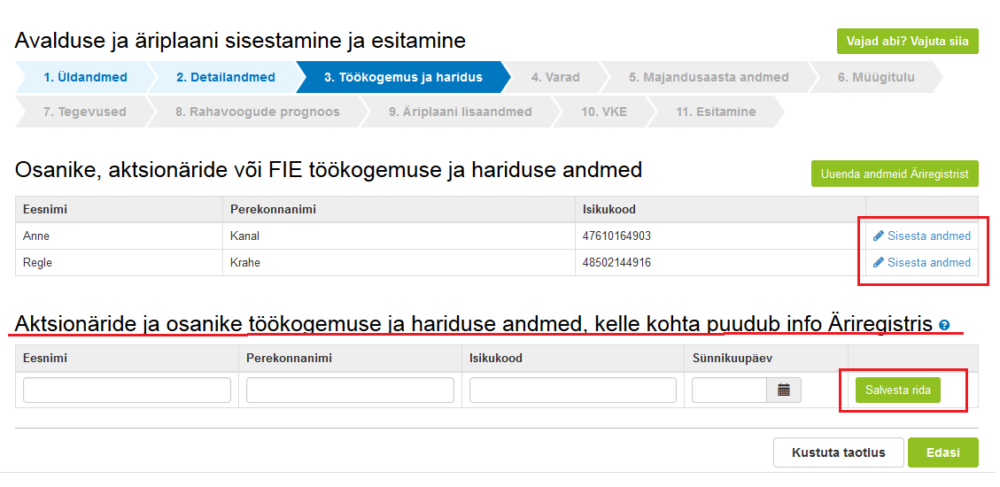 Avalduse ja äriplaani sisestamine ja esitamine
Vajad abi? Vajuta siia
1. Üldandmed 2. Detailandmed 3. Töökogemus ja haridus 4. Varad 5. Majandusaasta andmed 6. Müügitulu
7. Tegevused 8. Rahavoogude prognoos 9. Äriplaani lisaandmed 10. VKE 11. Esitamine
Osanike, aktsionäride või FIE töökogemuse ja hariduse andmed
Uuenda andmeid Äriregistrist
Eesnimi Perekonnanimi Isikukood
Anne Kanal 47610164903 Sisesta andmed
Regle Krahe 48502144916 Sisesta andmed
Aktsionäride ja osanike töökogemuse ja hariduse andmed, kelle kohta puudub info Äriregistris ?
Eesnimi Perekonnanimi Isikukood Sünnikuupäev
Salvesta rida
Kustuta taotlus Edasi